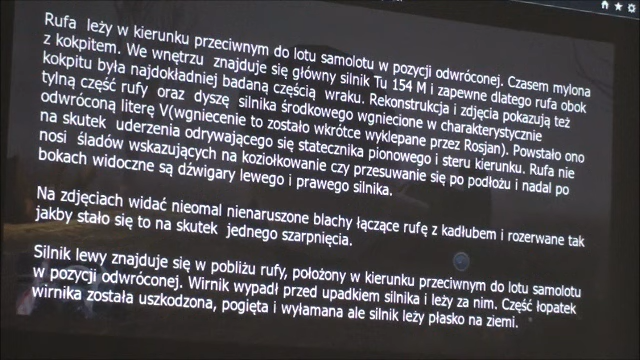 Rufa leży w kierunku przeciwnym do lotu samolotu w pozycji odwróconej. Czasem mylona
z kokpitem. We wnętrzu znajduje się główny silnik Tu 154 M i zapewne dlatego rufa obok
kokpitu była najdokładniej badaną częścią wraku. Rekonstrukcja i zdjęcia pokazują też
tylną część rufy oraz dyszę silnika środkowego wgniecione w charakterystycznie
odwróconą literę V(wgniecenie to zostało wkrótce wyklepane przez Rosjan). Powstało ono
na skutek uderzenia odrywającego się statecznika pionowego i steru kierunku. Rufa nie
nosi śladów wskazujących na koziołkowanie czy przesuwanie się po podłożu i nadal po
bokach widoczne są dźwigary lewego i prawego silnika.
Na zdjęciach widać nieomal nienaruszone blachy łączące rufę z kadłubem i rozerwane tak
jakby stało się to na skutek jednego szarpnięcia.
Silnik lewy znajduje się w pobliżu rufy, położony w kierunku przeciwnym do lotu samolotu
w pozycji odwróconej. Wirnik wypadł przed upadkiem silnika i leży za nim. Część łopatek
wirnika została uszkodzona, pogięta i wyłamana ale silnik leży płasko na ziemi.